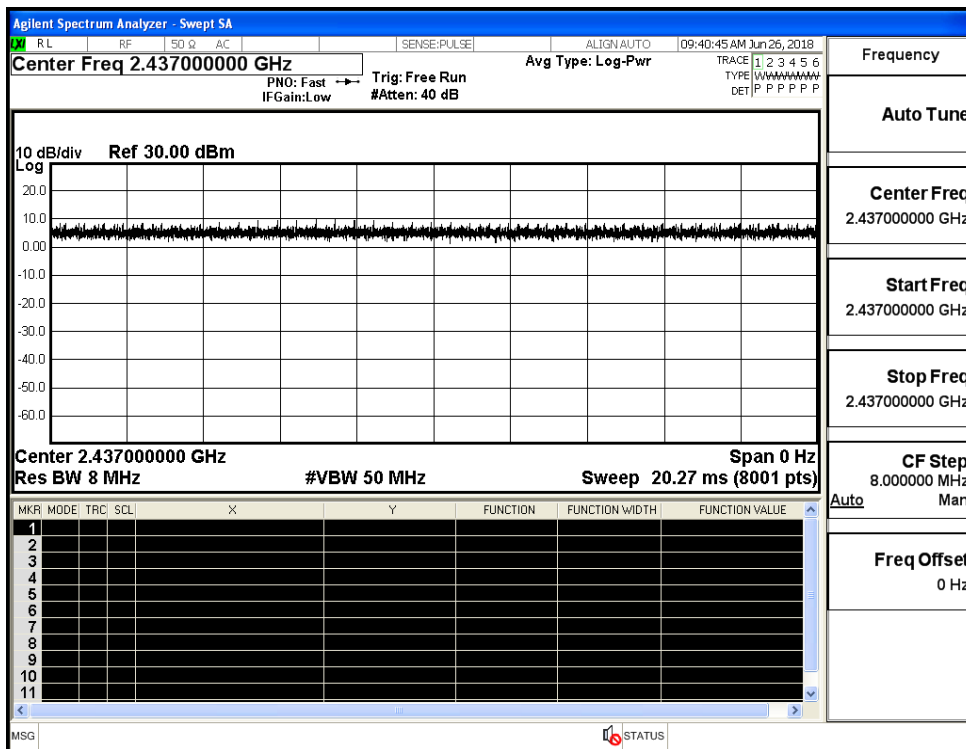 Agilent Spectrum Analyzer - Swept SA
LXI RL RF 50 Ω AC SENSE:PULSE ALIGN AUTO 09:40:45 AM Jun 26, 2018
Center Freq 2.437000000 GHz
PNO: Fast
IFGain:Low
Trig: Free Run
#Atten: 40 dB
Avg Type: Log-Pwr
TRACE 1 2 3 4 5 6
TYPE WWWWWW
DET P P P P P P
10 dB/div Ref 30.00 dBm
Log
20.0
10.0
0.00
-10.0
-20.0
-30.0
-40.0
-50.0
-60.0
Center 2.437000000 GHz Span 0 Hz
Res BW 8 MHz #VBW 50 MHz Sweep 20.27 ms (8001 pts)
MKR MODE TRC SCL X Y FUNCTION FUNCTION WIDTH FUNCTION VALUE
1
2
3
4
5
6
7
8
9
10
11
MSG STATUS
Frequency
Auto Tune
Center Freq
2.437000000 GHz
Start Freq
2.437000000 GHz
Stop Freq
2.437000000 GHz
CF Step
8.000000 MHz
Auto Man
Freq Offset
0 Hz